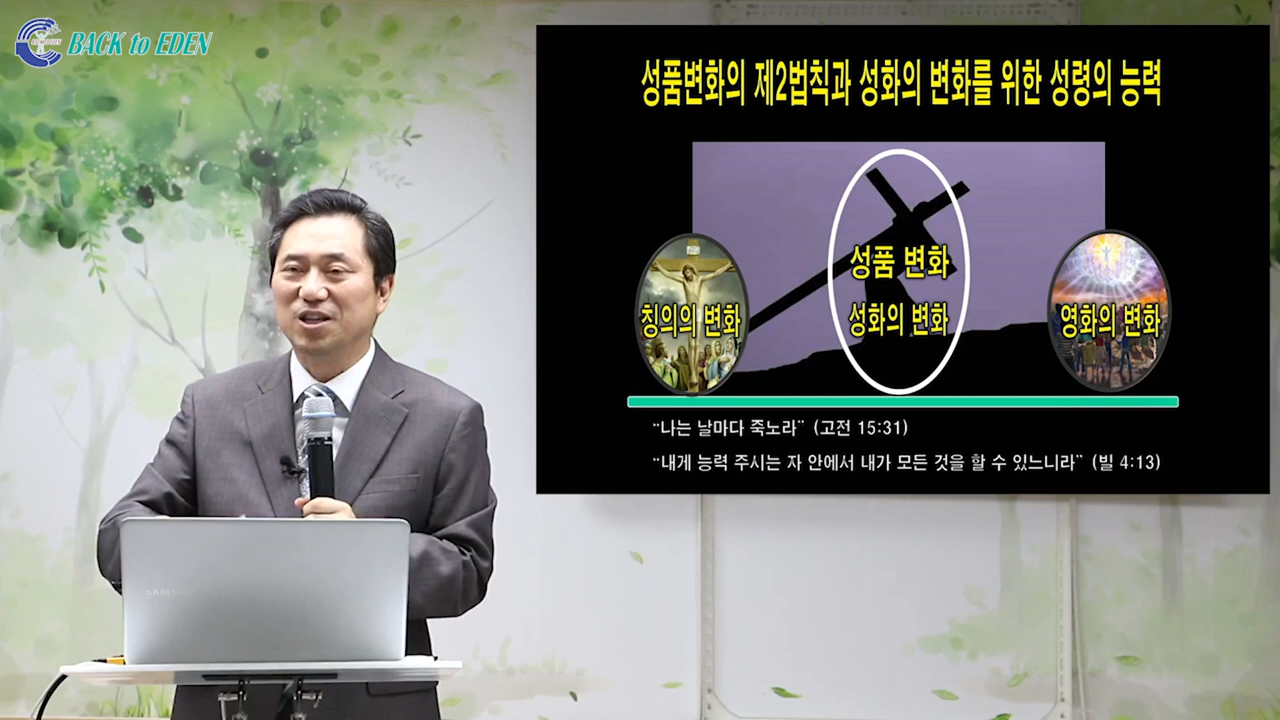 BACK to EDEN
성품변화의 제2법칙과 성화의 변화를 위한 성령의 능력
성품 변화
칭의의 변화
성화의 변화
영화의 변화
“나는 날마다 죽노라” (고전 15:31)
“내게 능력 주시는 자 안에서 내가 모든 것을 할 수 있느니라” (빌 4:13)
SAMSUNG